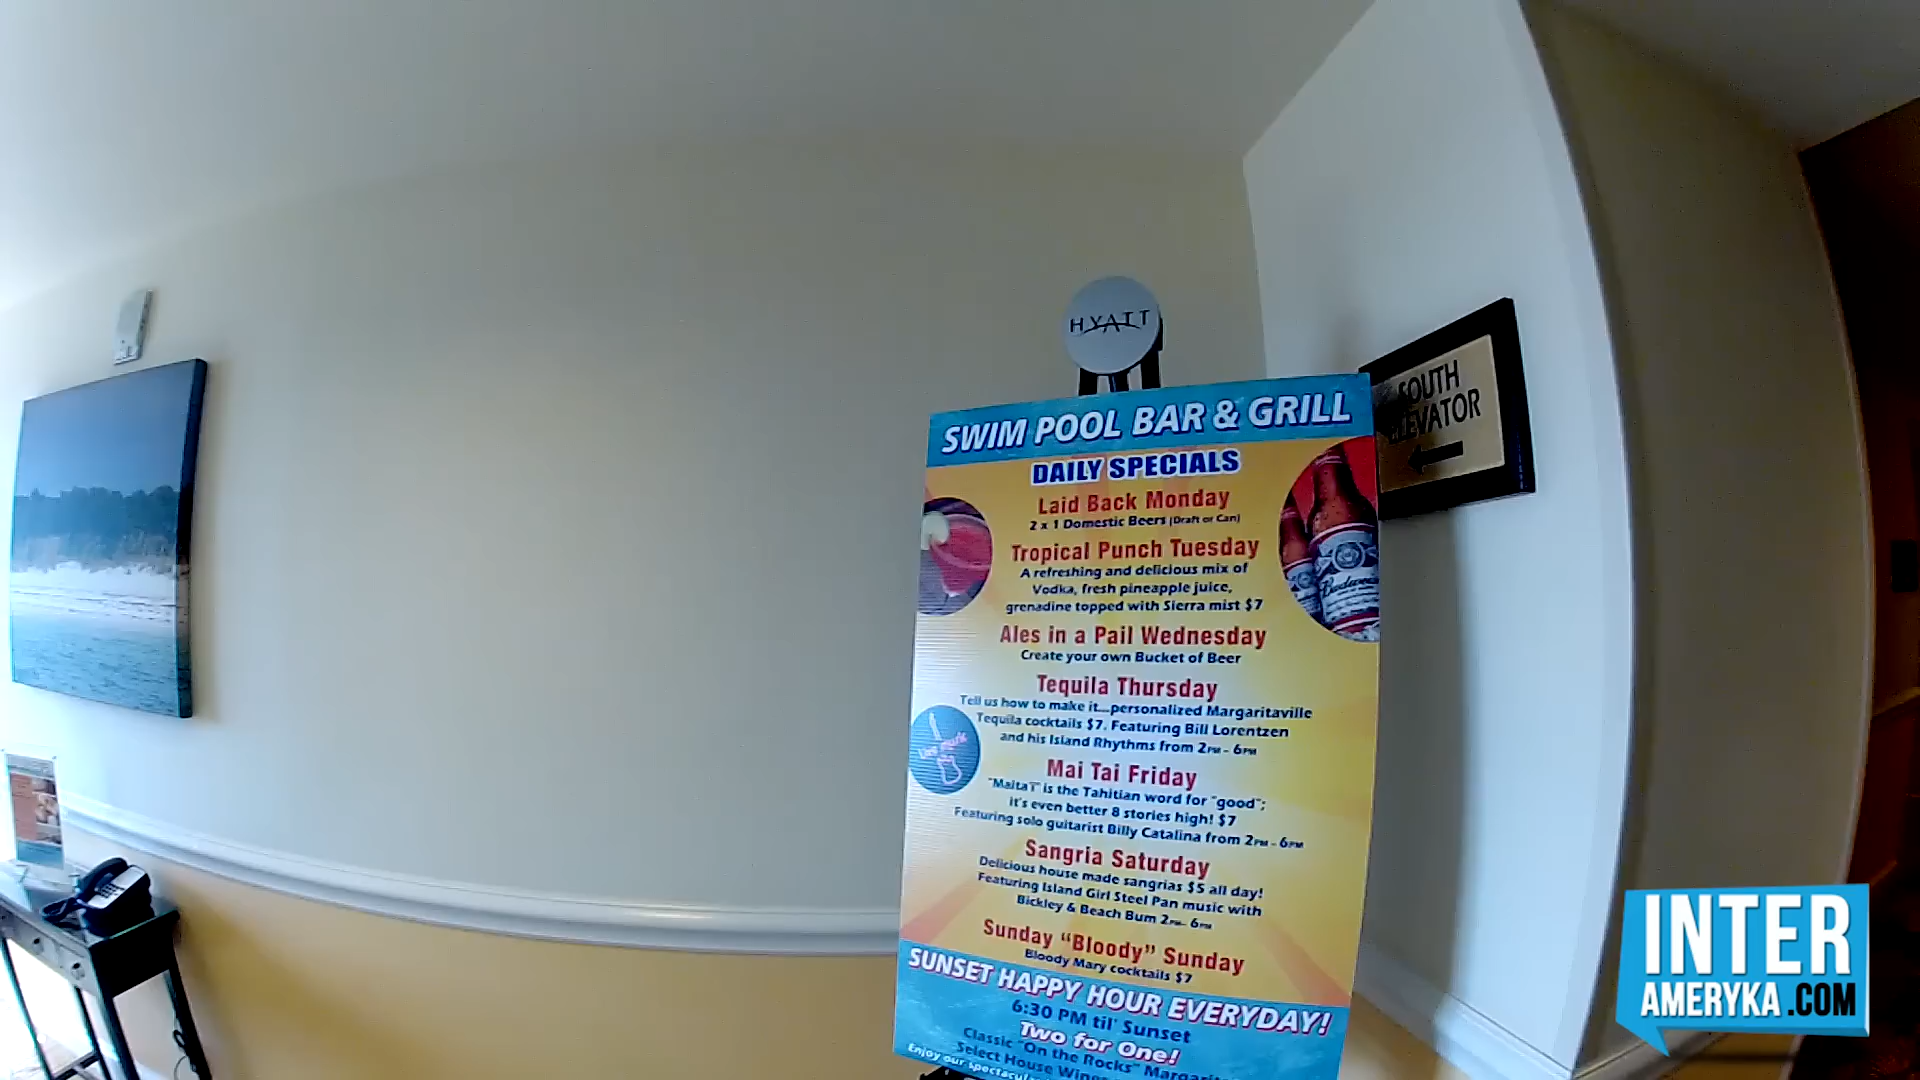 HYATT
SOUTH
ELEVATOR
SWIM POOL BAR & GRILL
DAILY SPECIALS
Laid Back Monday
2 x 1 Domestic Beers (Draft or Can)
Tropical Punch Tuesday
A refreshing and delicious mix of
Vodka, fresh pineapple juice,
grenadine topped with Sierra mist $7
Ales in a Pail Wednesday
Create your own Bucket of Beer
Tequila Thursday
Tell us how to make it...personalized Margaritaville
Tequila cocktails $7. Featuring Bill Lorentzen
and his Island Rhythms from 2PM - 6PM
Live music
Mai Tai Friday
"Maita'i" is the Tahitian word for "good";
it's even better 8 stories high! $7
Featuring solo guitarist Billy Catalina from 2PM - 6PM
Sangria Saturday
Delicious house made sangrias $5 all day!
Featuring Island Girl Steel Pan music with
Bickley & Beach Bum 2PM - 6PM
Sunday "Bloody" Sunday
Bloody Mary cocktails $7
SUNSET HAPPY HOUR EVERYDAY!
6:30 PM til' Sunset
Two for One!
Classic "On the Rocks"
Select House
Enjoy our
Budweiser
INTER
AMERYKA.COM